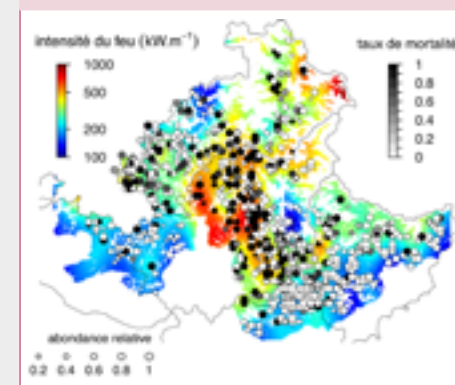 intensité du feu (kW.m⁻¹)
1000
500
200
100
taux de mortalité
1
0.8
0.6
0.4
0.2
0
abondance relative
0.2 0.4 0.6 0.8 1